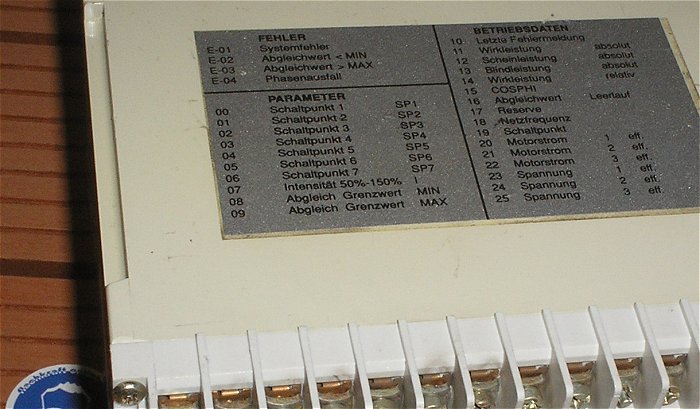 FEHLER
E-01 Systemfehler
E-02 Abgleichwert < MIN
E-03 Abgleichwert > MAX
E-04 Phasenausfall
PARAMETER
00 Schaltpunkt 1 SP1
01 Schaltpunkt 2 SP2
02 Schaltpunkt 3 SP3
03 Schaltpunkt 4 SP4
04 Schaltpunkt 5 SP5
05 Schaltpunkt 6 SP6
06 Schaltpunkt 7 SP7
07 Intensität 50%-150% I
08 Abgleich Grenzwert MIN
09 Abgleich Grenzwert MAX
BETRIEBSDATEN
10 Letzte Fehlermeldung
11 Wirkleistung absolut
12 Scheinleistung absolut
13 Blindleistung absolut
14 Wirkleistung relativ
15 COSPHI
16 Abgleichwert Leerlauf
17 Reserve
18 Netzfrequenz
19 Schaltpunkt
20 Motorstrom 1 eff.
21 Motorstrom 2 eff.
22 Motorstrom 3 eff.
23 Spannung 1 eff.
24 Spannung 2 eff.
25 Spannung 3 eff.